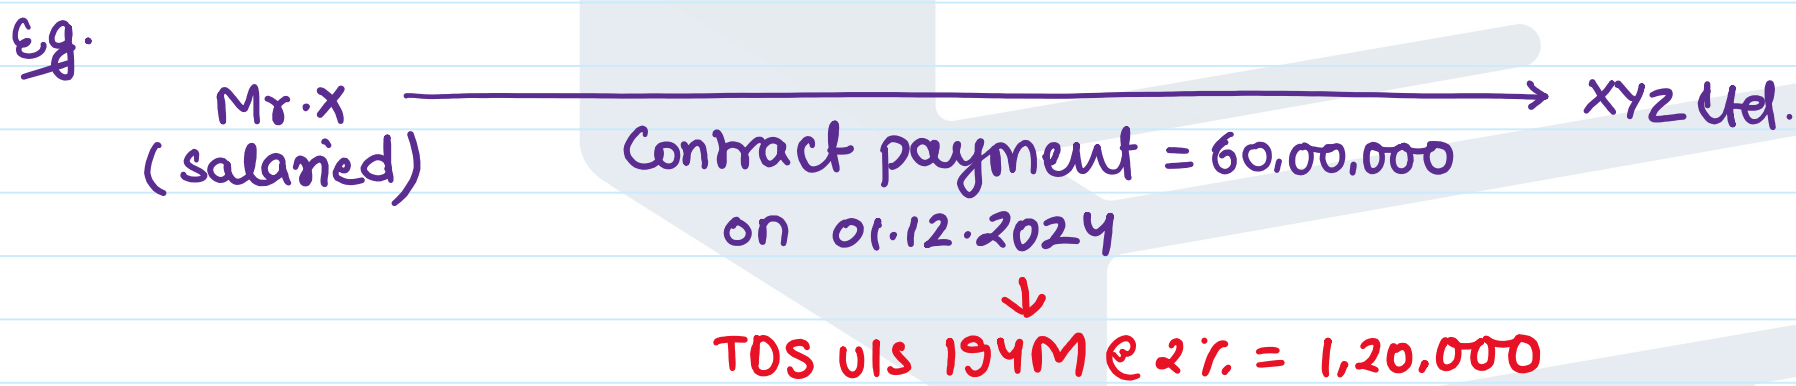 Eg.
Mr. X → XYZ Ltd.
(salaried) Contract payment = 60,00,000
on 01.12.2024
↓
TDS u/s 194M @ 2% = 1,20,000